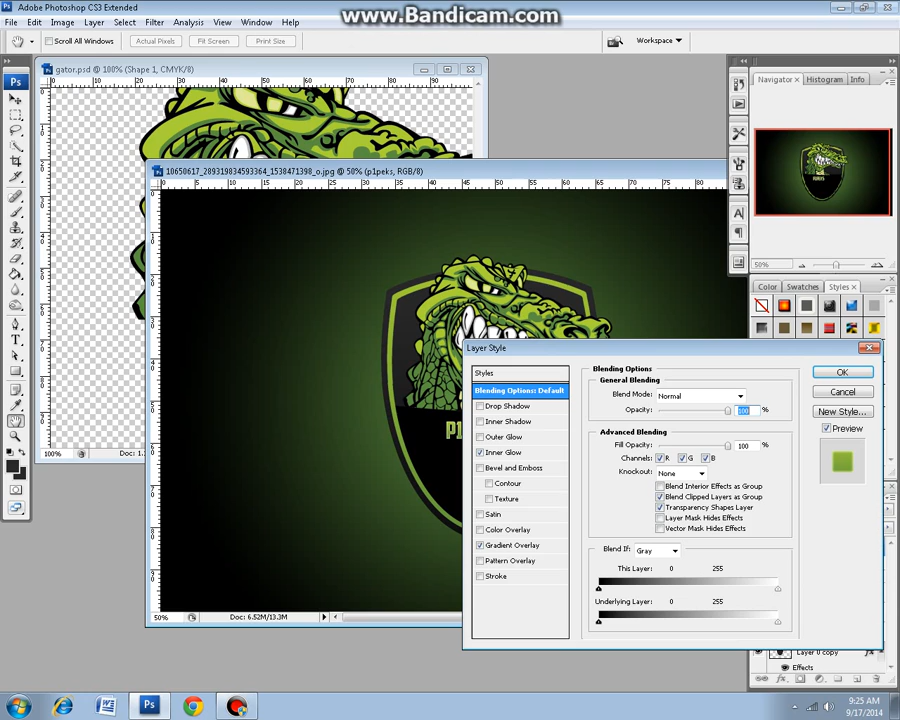 Adobe Photoshop CS3 Extended
www.Bandicam.com
File Edit Image Layer Select Filter Analysis View Window Help
Scroll All Windows Actual Pixels Fit Screen Print Size Workspace
gator.psd @ 100% (Shape 1, CMYK/8)
10650617_289319034593364_1538471398_o.jpg @ 50% (p1peks, RGB/8)
Navigator Histogram Info
50%
Color Swatches Styles
Layer Style
Styles
Blending Options: Default
Drop Shadow
Inner Shadow
Outer Glow
Inner Glow
Bevel and Emboss
Contour
Texture
Satin
Color Overlay
Gradient Overlay
Pattern Overlay
Stroke
Blending Options
General Blending
Blend Mode: Normal
Opacity: 100 %
Advanced Blending
Fill Opacity: 100 %
Channels: R G B
Knockout: None
Blend Interior Effects as Group
Blend Clipped Layers as Group
Transparency Shapes Layer
Layer Mask Hides Effects
Vector Mask Hides Effects
Blend If: Gray
This Layer: 0 255
Underlying Layer: 0 255
OK
Cancel
New Style...
Preview
100% Doc: 1.
50% Doc: 6.52M/13.3M
Layer 0 copy fx
Effects
9:25 AM
9/17/2014